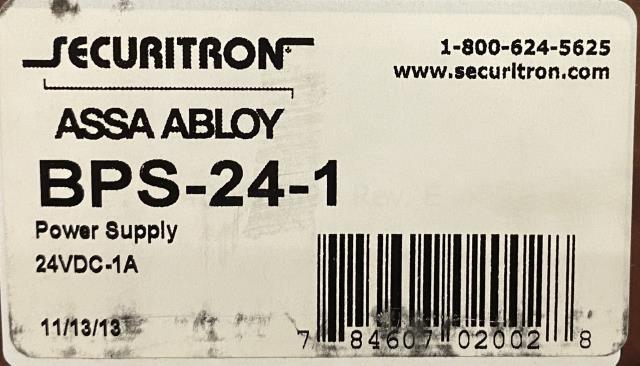 SECURITRON
1-800-624-5625
www.securitron.com
ASSA ABLOY
BPS-24-1
Rev. E
Power Supply
24VDC-1A
11/13/13
7 84607 02002 8